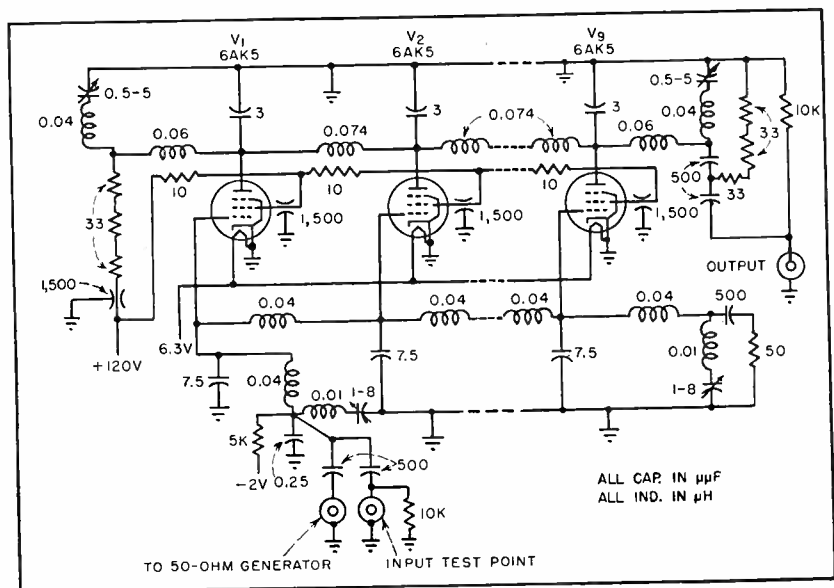 V1 V2 V9
6AK5 6AK5 6AK5
0.5-5 3 3 3 0.5-5
0.04 0.06 0.074 0.074 0.06 0.04 10K
33 10 10 10 500 33
1,500 1,500 1,500 1,500 33
1,500 OUTPUT
0.04 0.04 0.04 0.04 500
+120V 6.3V 7.5 7.5 0.01 50
7.5 0.04 0.01 1-8 1-8
5K
-2V 0.25 500
10K
ALL CAP. IN μμF
ALL IND. IN μH
TO 50-OHM GENERATOR INPUT TEST POINT